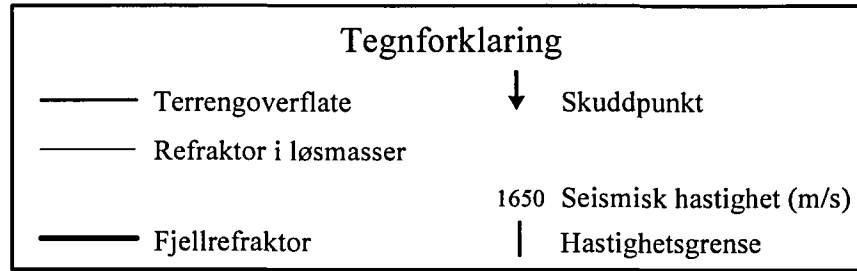 Tegnforklaring
Terrengoverflate
Skuddpunkt
Refraktor i løsmasser
1650 Seismisk hastighet (m/s)
Fjellrefraktor
Hastighetsgrense